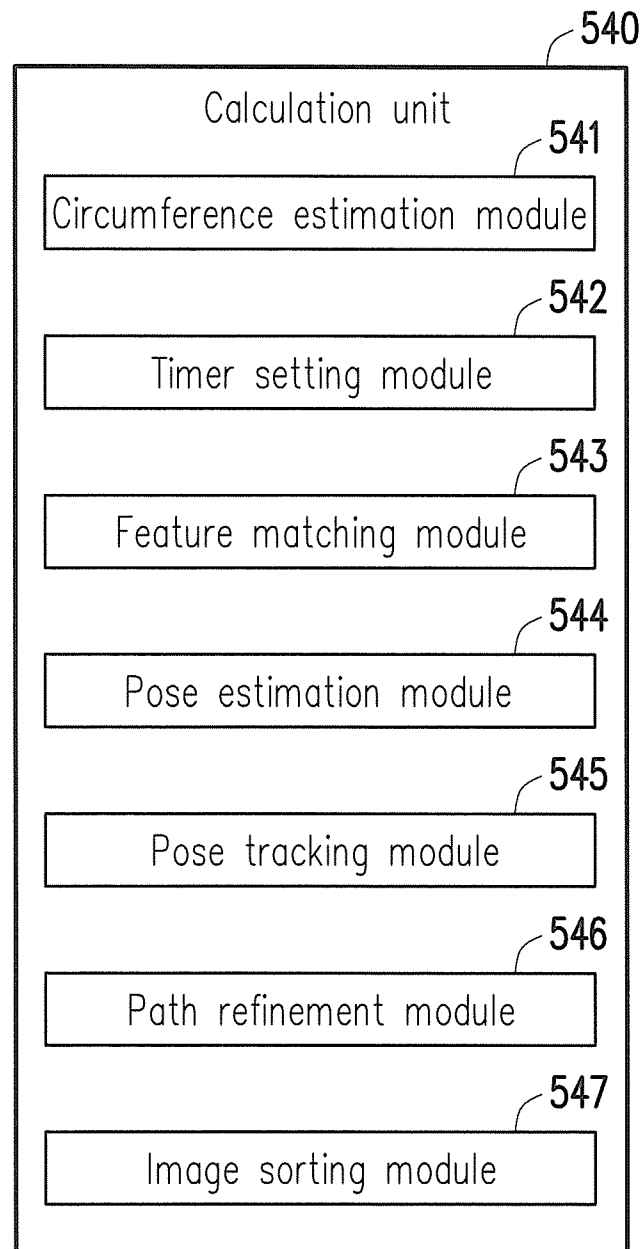 540
Calculation unit
541
Circumference estimation module
542
Timer setting module
543
Feature matching module
544
Pose estimation module
545
Pose tracking module
546
Path refinement module
547
Image sorting module